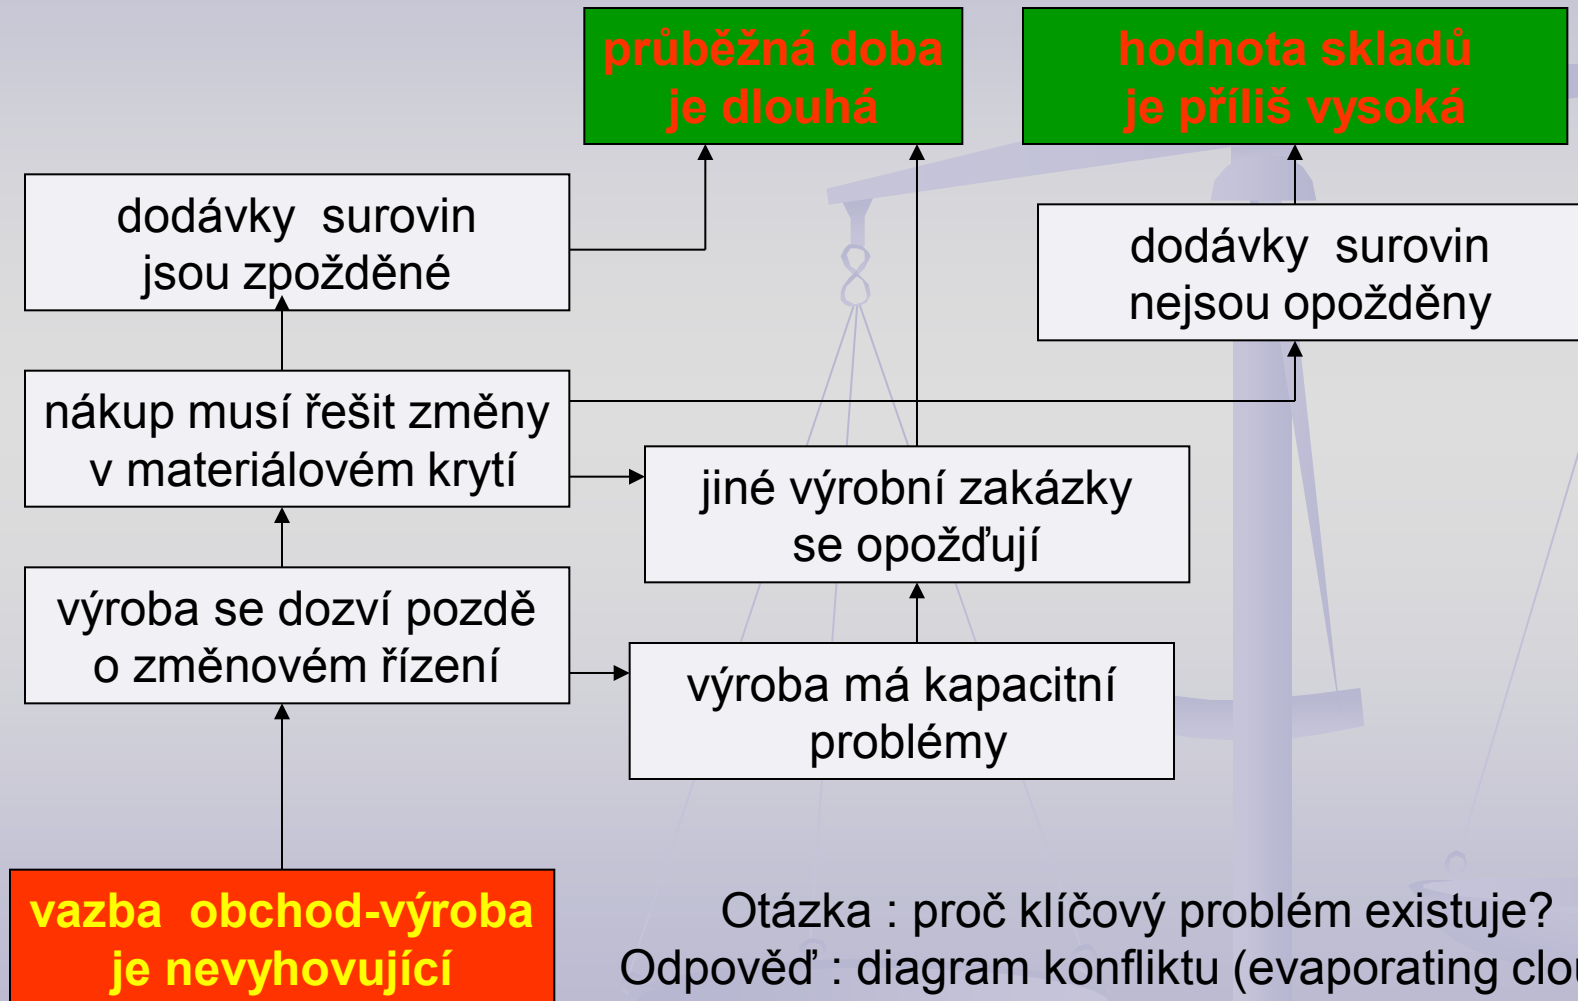 průběžná doba
je dlouhá
hodnota skladů
je příliš vysoká
dodávky surovin
jsou zpožděné
dodávky surovin
nejsou opožděny
nákup musí řešit změny
v materiálovém krytí
jiné výrobní zakázky
se opožďují
výroba se dozví pozdě
o změnovém řízení
výroba má kapacitní
problémy
vazba obchod-výroba
je nevyhovující
Otázka : proč klíčový problém existuje?
Odpověď : diagram konfliktu (evaporating